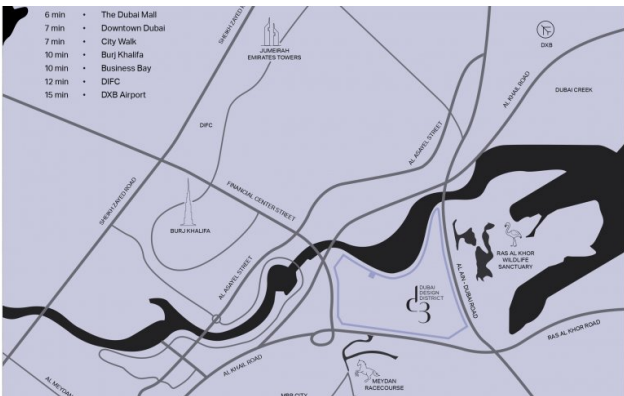 6 min • The Dubai Mall
7 min • Downtown Dubai
7 min • City Walk
10 min • Burj Khalifa
10 min • Business Bay
12 min • DIFC
15 min • DXB Airport
SHEIKH ZAYED ROAD
JUMEIRAH
EMIRATES TOWERS
DXB
AL KHAIL ROAD
DUBAI CREEK
DIFC
AL ASAYEL STREET
FINANCIAL CENTER STREET
SHEIKH ZAYED ROAD
BURJ KHALIFA
RAS AL KHOR
WILDLIFE
SANCTUARY
AL ASAYEL STREET
DUBAI
DESIGN
DISTRICT
d3
AL AIN - DUBAI ROAD
RAS AL KHOR ROAD
AL KHAIL ROAD
MEYDAN
RACECOURSE
AL MEYDAN
MBR CITY